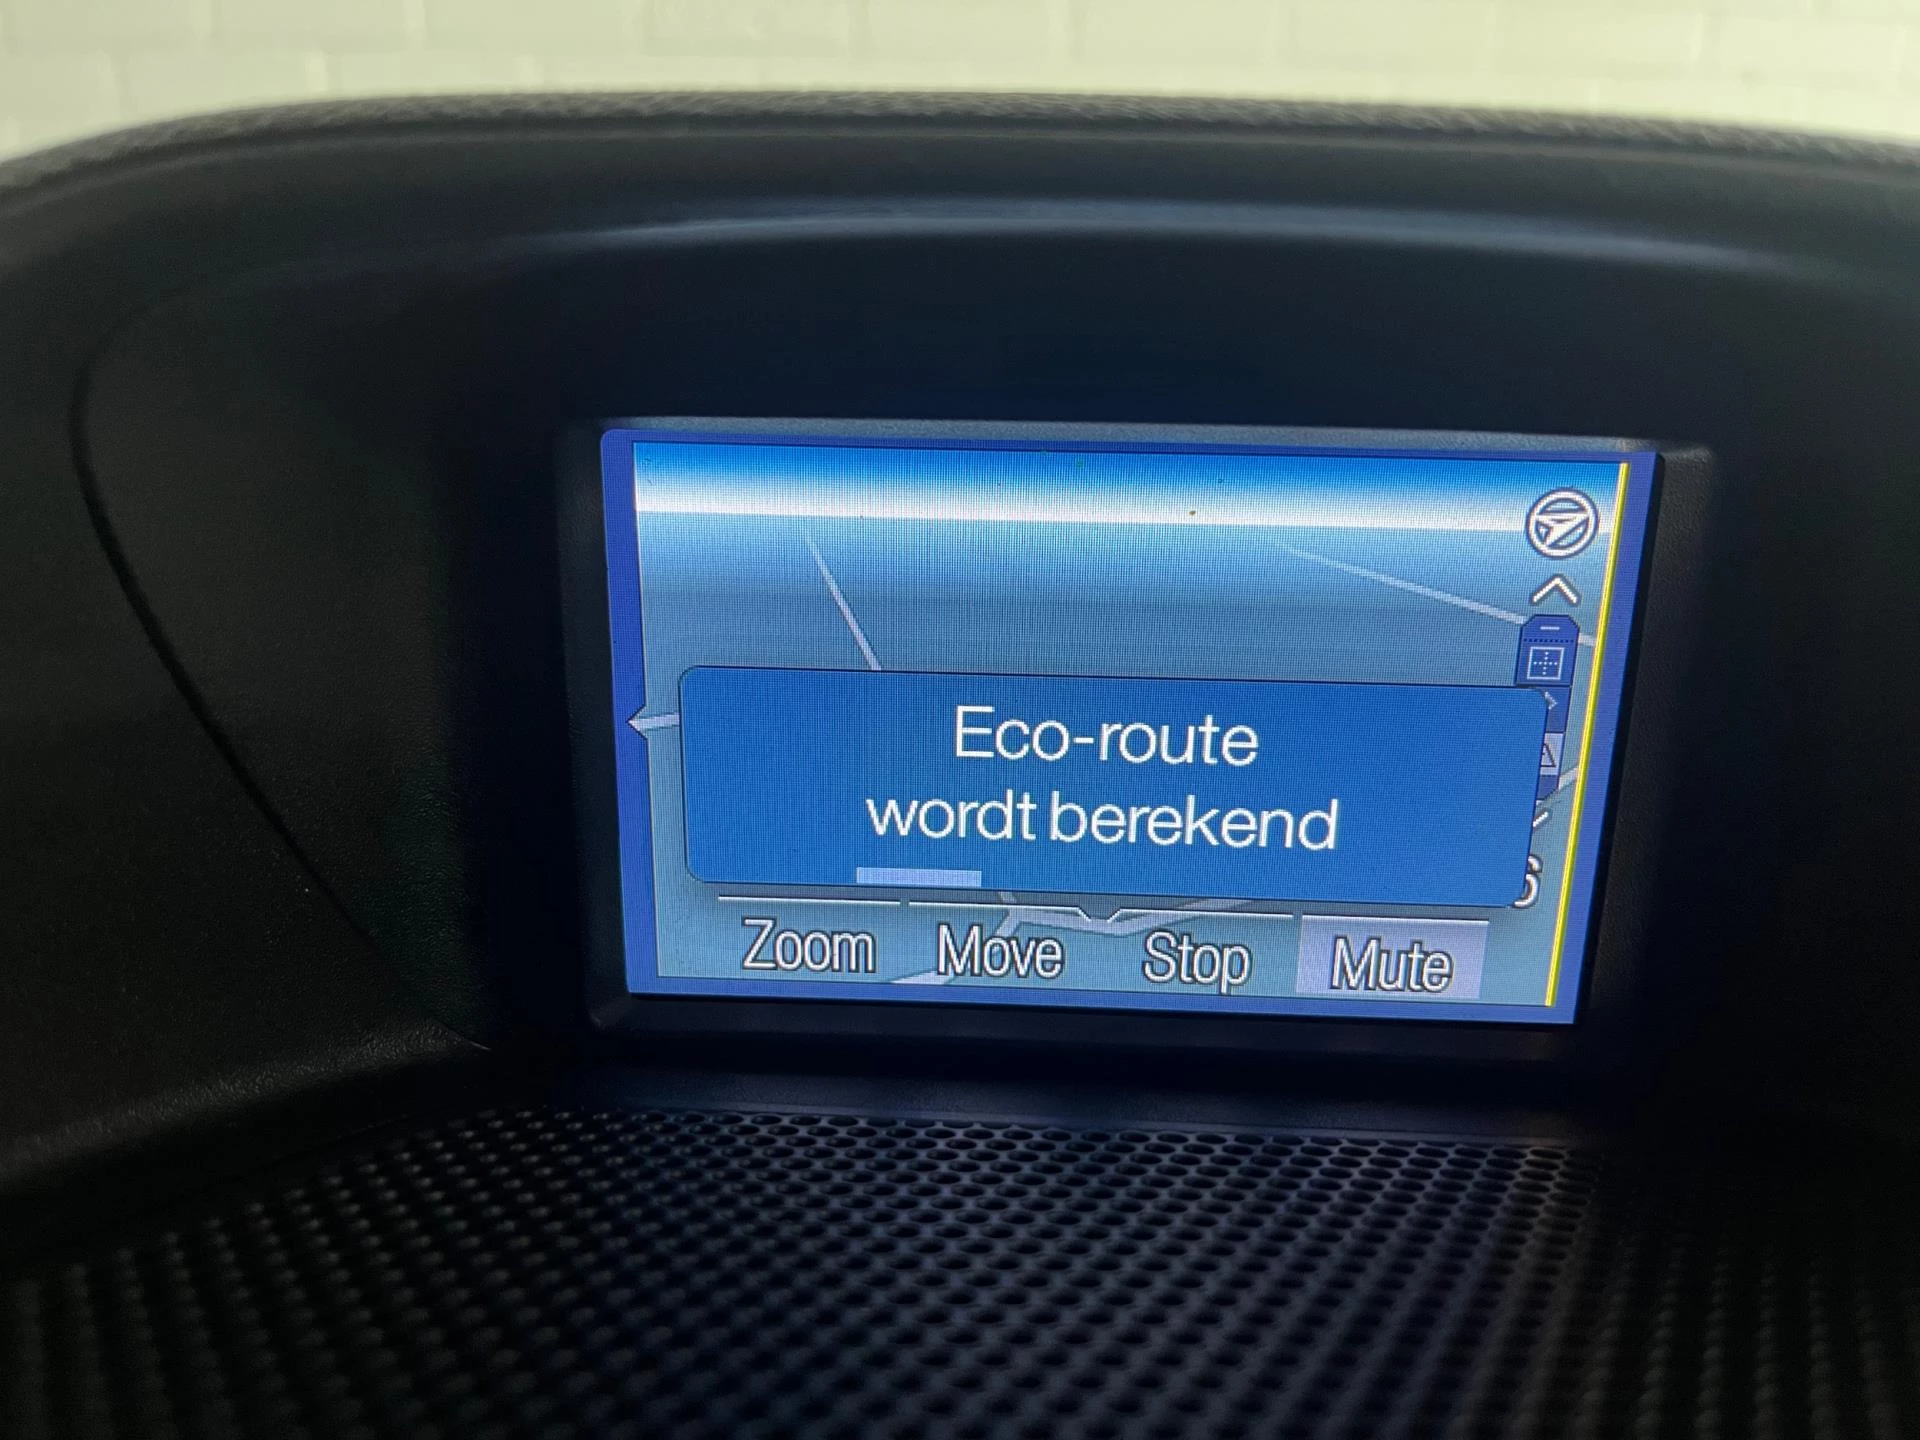 Eco-route
wordt berekend
Zoom Move Stop Mute